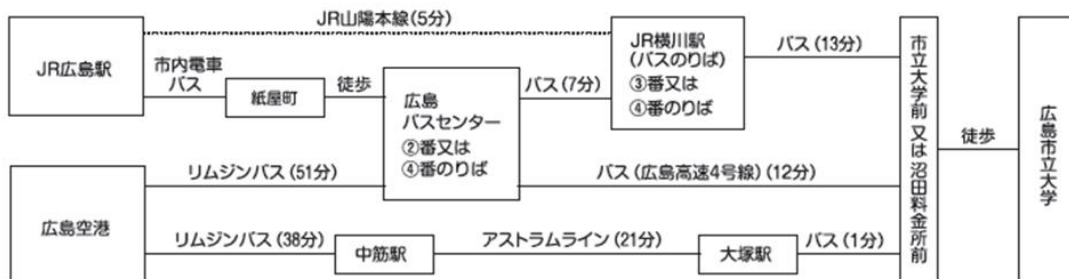 JR山陽本線(5分)
JR広島駅
市内電車
バス
紙屋町
徒歩
広島
バスセンター
②番又は
④番のりば
バス(7分)
JR横川駅
(バスのりば)
③番又は
④番のりば
バス(13分)
リムジンバス(51分)
バス(広島高速4号線)(12分)
広島空港
リムジンバス(38分)
中筋駅
アストラムライン(21分)
大塚駅
バス(1分)
市立大学前 又は 沼田料金所前
徒歩
広島市立大学